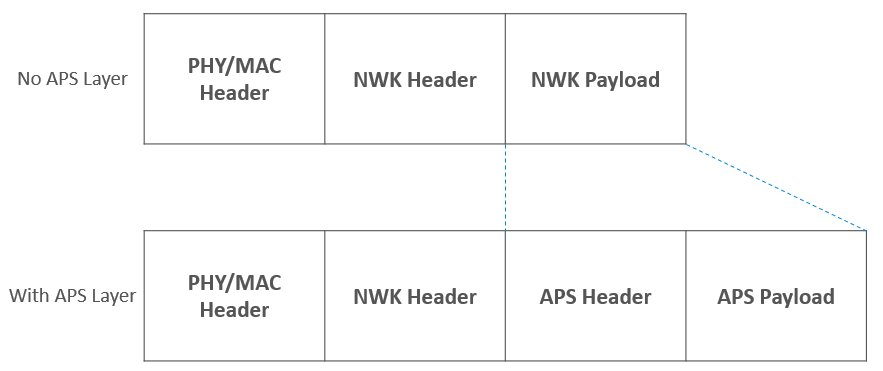 No APS Layer
PHY/MAC
Header
NWK Header
NWK Payload
With APS Layer
PHY/MAC
Header
NWK Header
APS Header
APS Payload